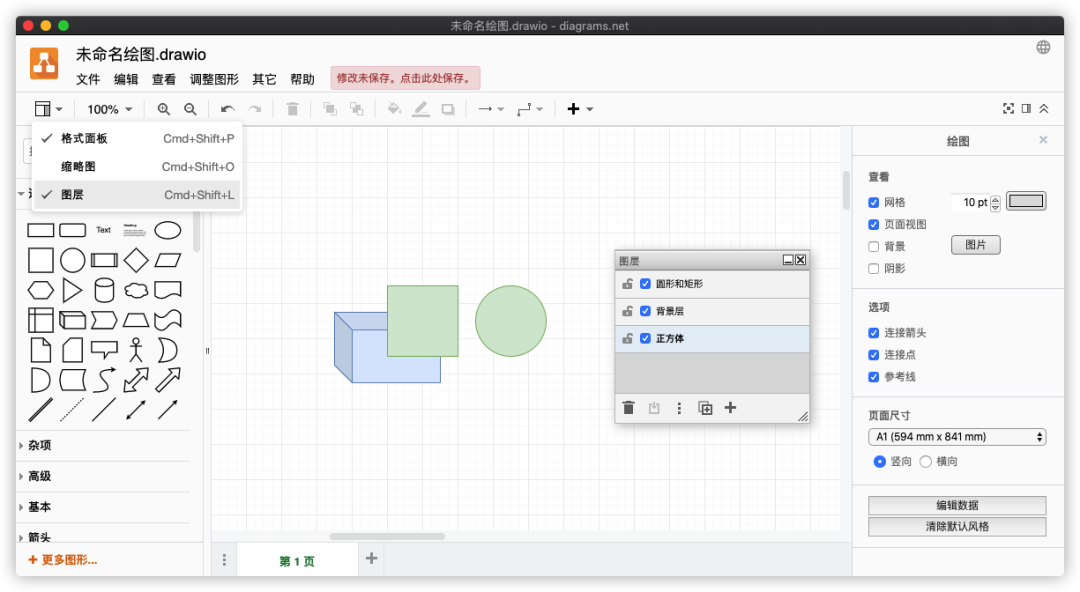 未命名绘图.drawio - diagrams.net
未命名绘图.drawio
文件 编辑 查看 调整图形 其它 帮助 修改未保存。点击此处保存。
100%
格式面板 Cmd+Shift+P
缩略图 Cmd+Shift+O
图层 Cmd+Shift+L
Text
Heading
杂项
高级
基本
箭头
+ 更多图形...
图层
圆形和矩形
背景层
正方体
第 1 页
绘图
查看
网格 10 pt
页面视图
背景 图片
阴影
选项
连接箭头
连接点
参考线
页面尺寸
A1 (594 mm x 841 mm)
竖向 横向
编辑数据
清除默认风格